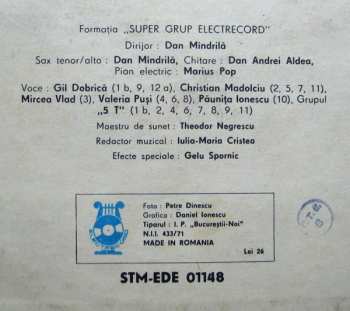 Formația „SUPER GRUP ELECTRECORD"
Dirijor : Dan Mindrilă
Sax tenor/alto : Dan Mindrilă, Chitare : Dan Andrei Aldea,
Pian electric : Marius Pop
Voce : Gil Dobrică (1 b, 9, 12 a), Christian Madolciu (2, 5, 7, 11),
Mircea Vlad (3), Valeria Puși (4, 6, 8), Păunița Ionescu (10), Grupul
„5 T" (1 b, 2, 4, 6, 7, 8, 9, 11)
Maestru de sunet : Theodor Negrescu
Redactor muzical : Iulia-Maria Cristea
Efecte speciale : Gelu Spornic
Foto : Petre Dinescu
Grafica : Daniel Ionescu
Tiparul : I. P. „Bucureștii-Noi"
N.I.I. 433/71
MADE IN ROMANIA
Lei 26
STM-EDE 01148